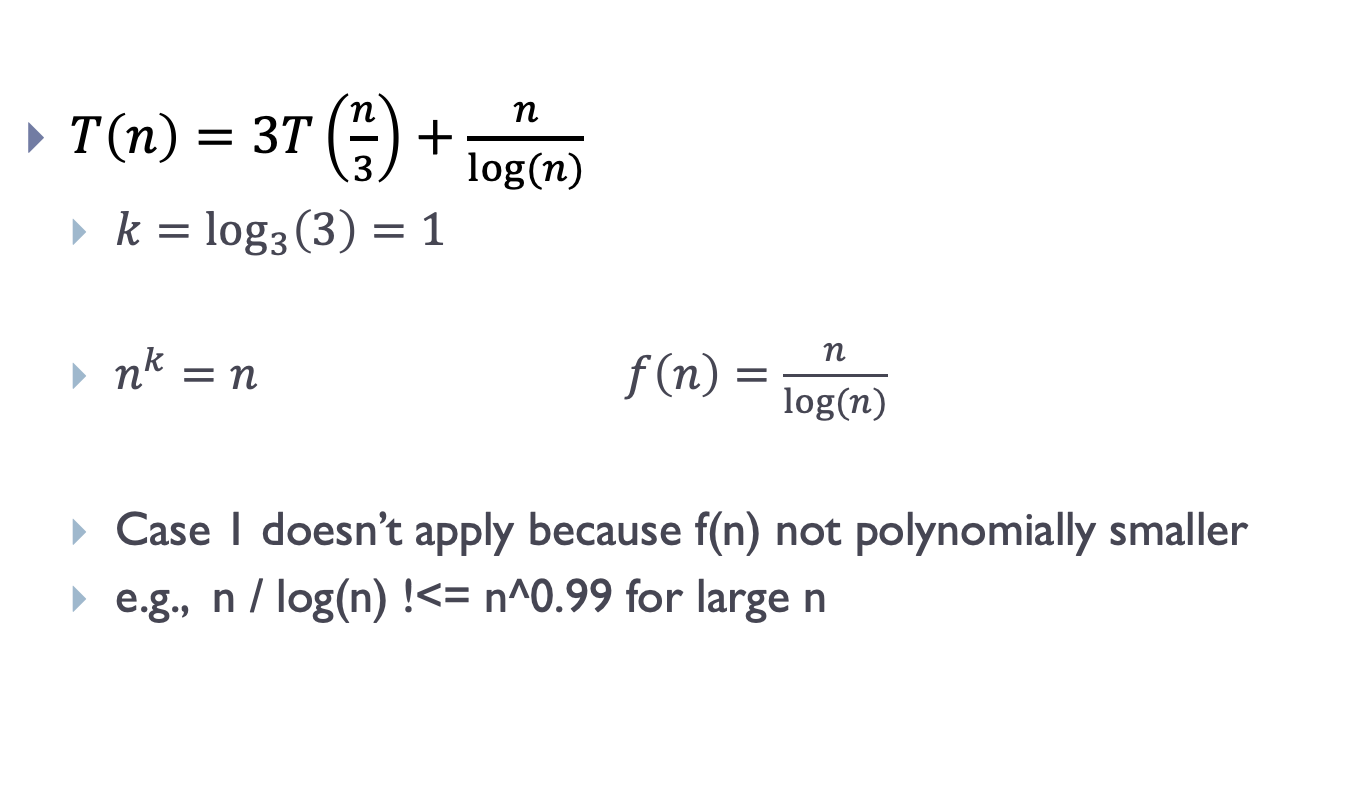 T(n) = 3T(n/3) + n/log(n)
k = log₃(3) = 1
nᵏ = n f(n) = n/log(n)
Case 1 doesn’t apply because f(n) not polynomially smaller
e.g., n / log(n) !<= n^0.99 for large n